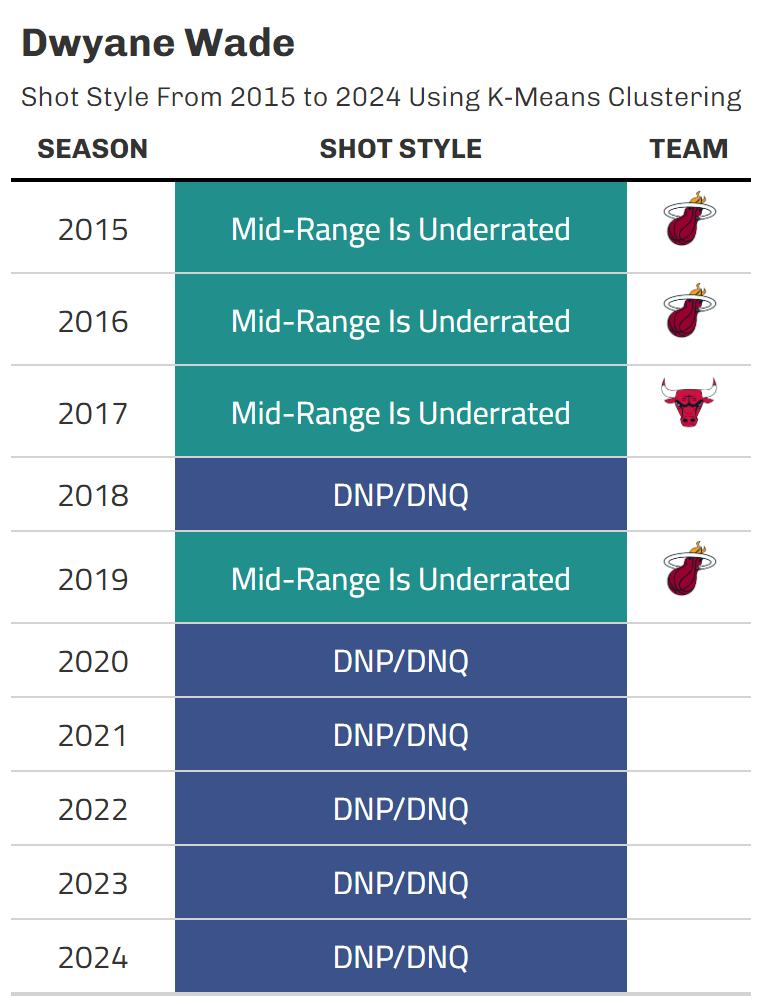 Dwyane Wade
Shot Style From 2015 to 2024 Using K-Means Clustering
SEASON SHOT STYLE TEAM
2015 Mid-Range Is Underrated
2016 Mid-Range Is Underrated
2017 Mid-Range Is Underrated
2018 DNP/DNQ
2019 Mid-Range Is Underrated
2020 DNP/DNQ
2021 DNP/DNQ
2022 DNP/DNQ
2023 DNP/DNQ
2024 DNP/DNQ